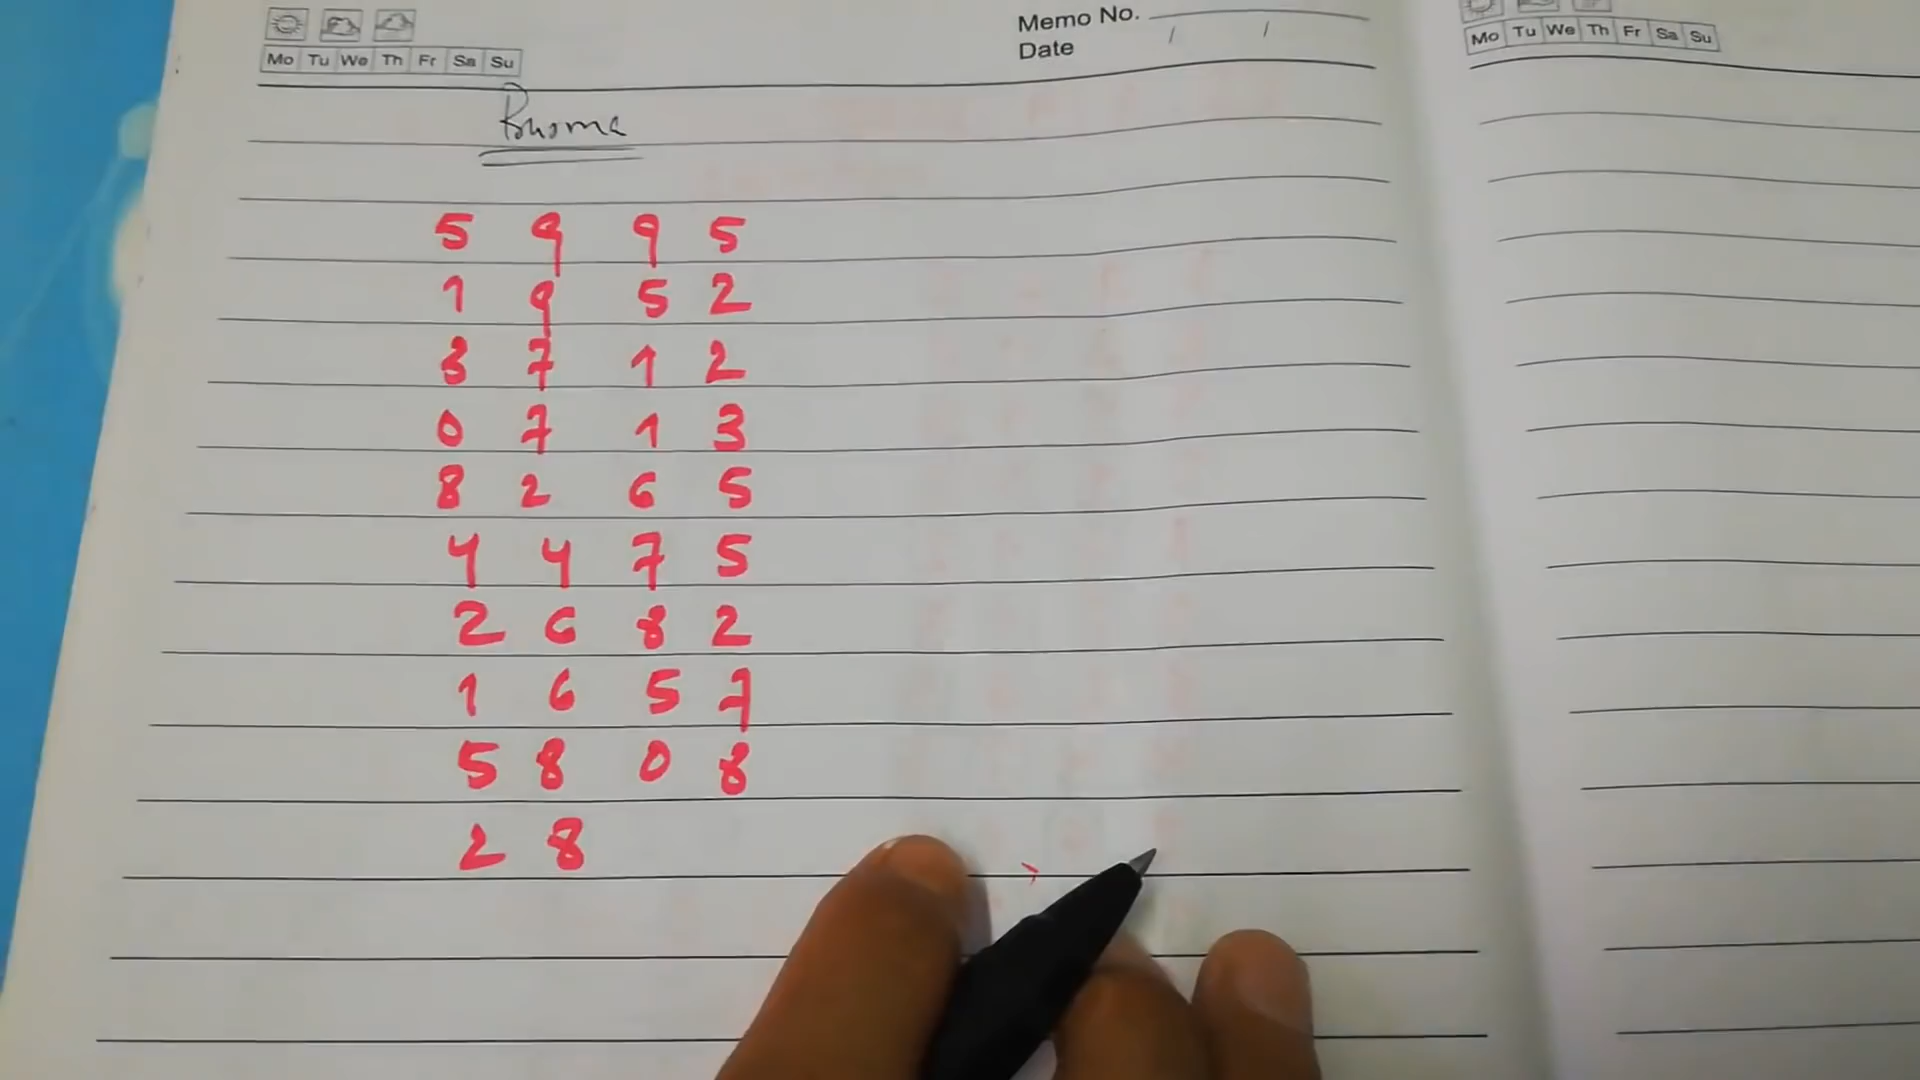 Memo No.
Mo Tu We Th Fr Sa Su
Date / /
Mo Tu We Th Fr Sa Su
5 9 9 5
1 9 5 2
3 7 1 2
0 7 1 3
8 2 6 5
4 4 7 5
2 6 8 2
1 6 5 7
5 8 0 8
2 8